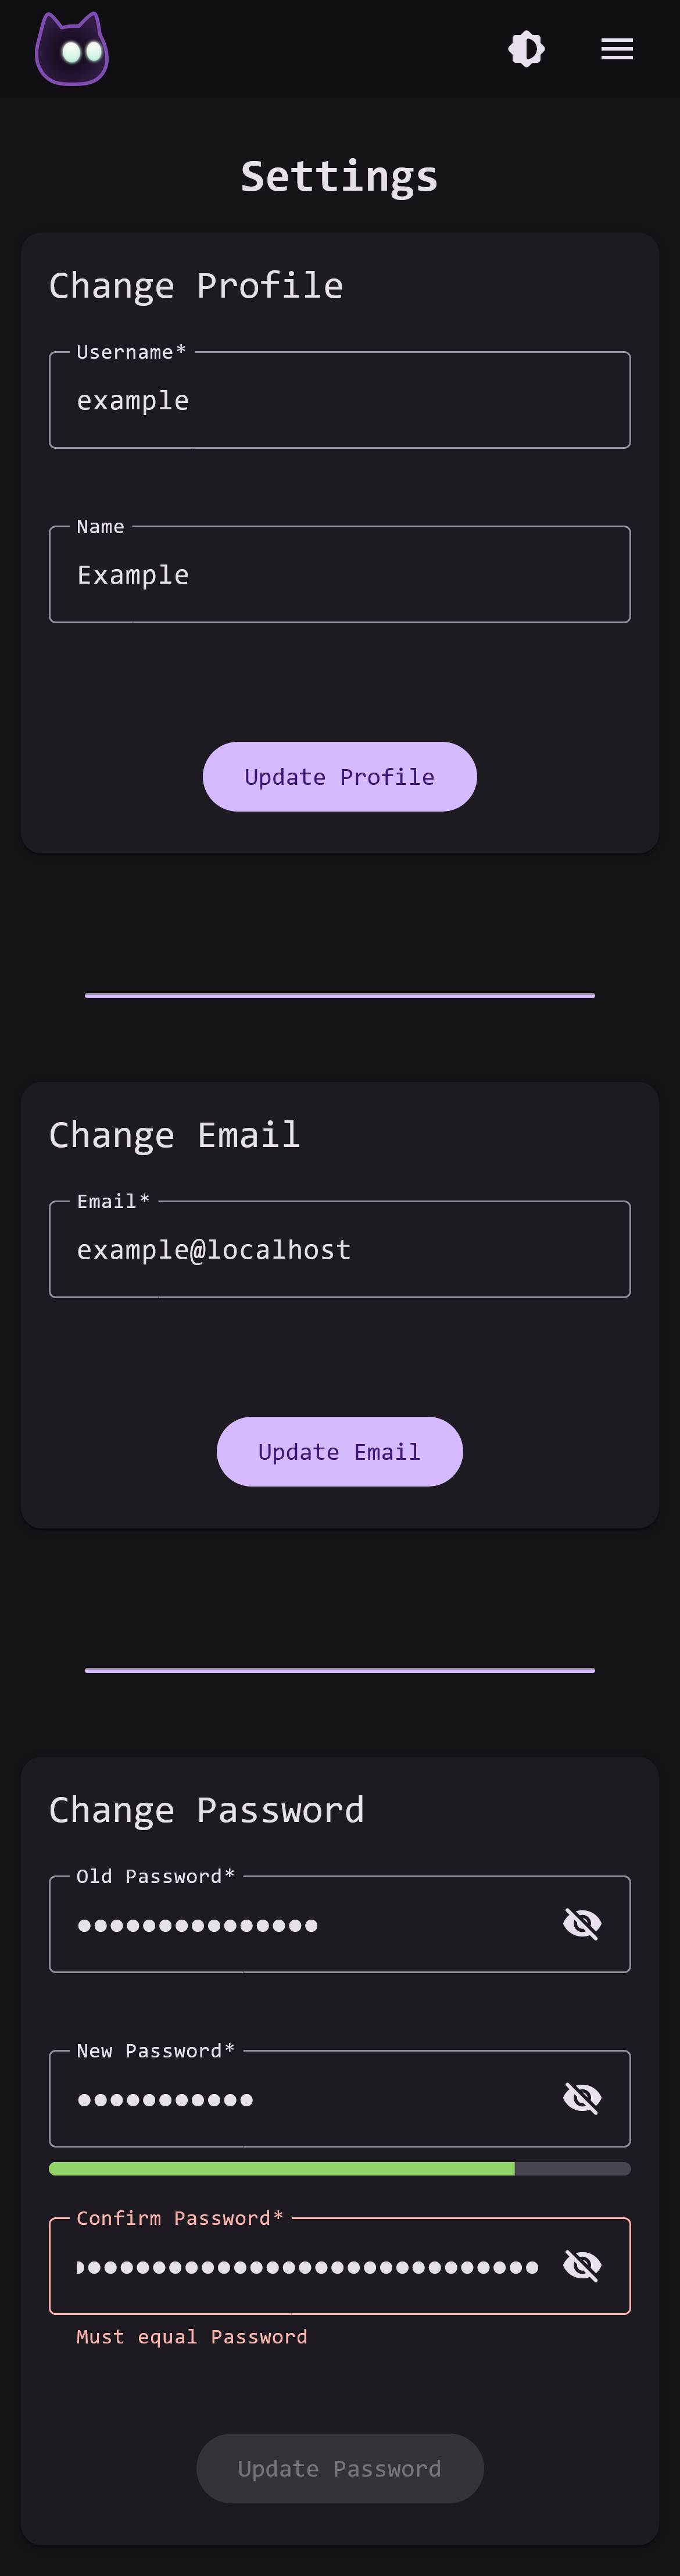 Settings
Change Profile
Username*
example
Name
Example
Update Profile
Change Email
Email*
example@localhost
Update Email
Change Password
Old Password*
New Password*
Confirm Password*
Must equal Password
Update Password